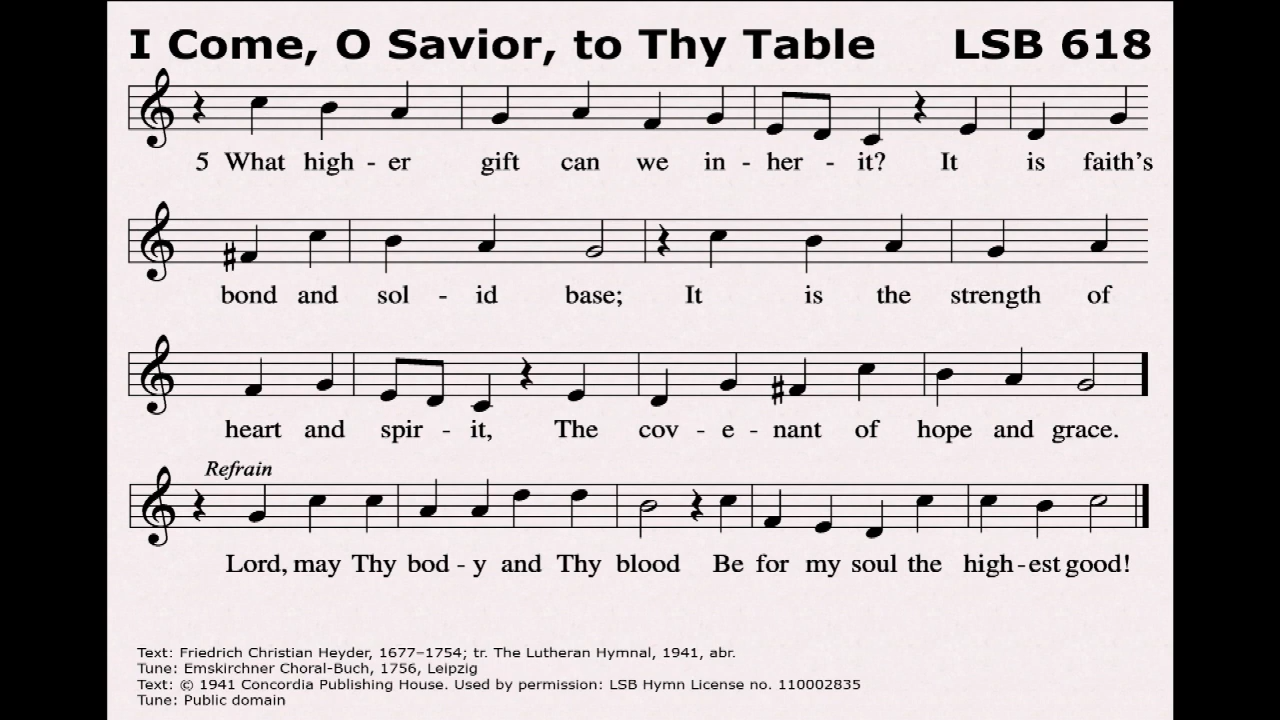 I Come, O Savior, to Thy Table LSB 618
5 What high - er gift can we in - her - it? It is faith's
bond and sol - id base; It is the strength of
heart and spir - it, The cov - e - nant of hope and grace.
Refrain
Lord, may Thy bod - y and Thy blood Be for my soul the high - est good!
Text: Friedrich Christian Heyder, 1677–1754; tr. The Lutheran Hymnal, 1941, abr.
Tune: Emskirchner Choral-Buch, 1756, Leipzig
Text: © 1941 Concordia Publishing House. Used by permission: LSB Hymn License no. 110002835
Tune: Public domain